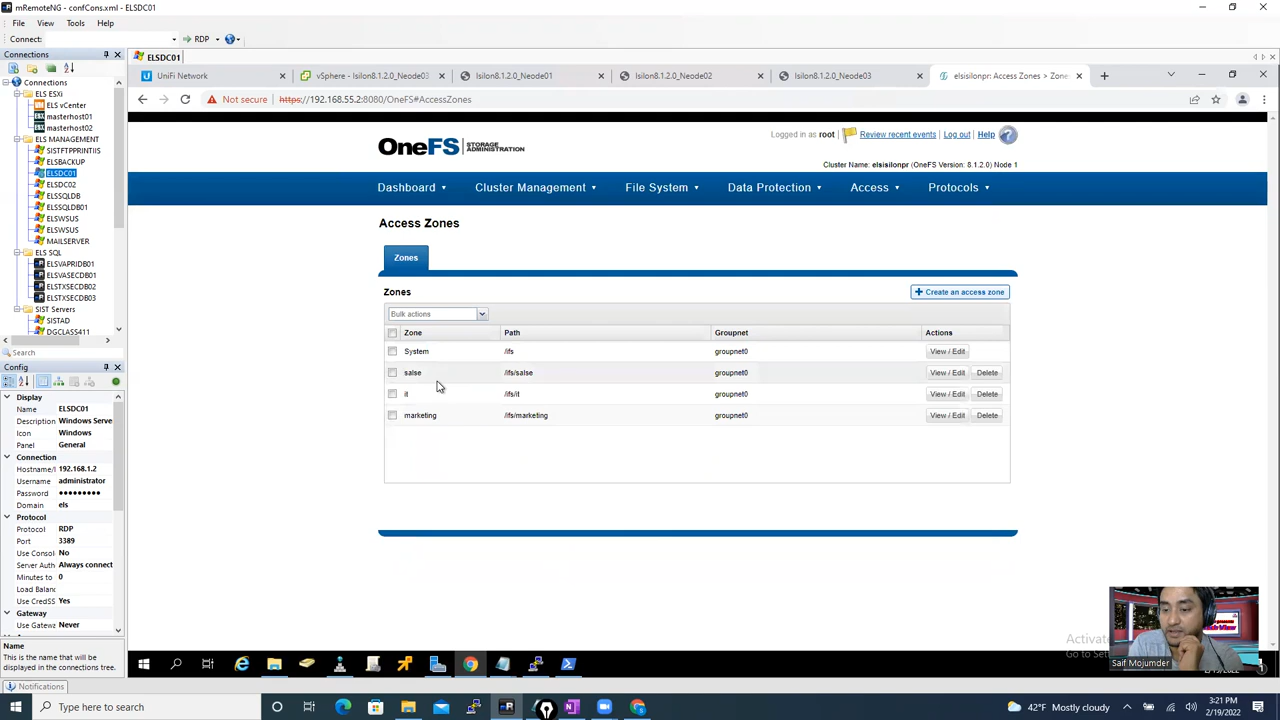 mRemoteNG - confCons.xml - ELSDC01
File View Tools Help
Connect: RDP
Connections
ELSDC01
Connections
ELS ESXi
ELS vCenter
masterhost01
masterhost02
ELS MANAGEMENT
SISTFTPPRINTIIS
ELSBACKUP
ELSDC01
ELSDC02
ELSSQLDB
ELSSQLDB01
ELSWSUS
ELSWSUS
MAILSERVER
ELS SQL
ELSVAPRIDB01
ELSVASECDB01
ELSTXSECDB02
ELSTXSECDB03
SIST Servers
SISTAD
DGCLASS411
Search
Config
Display
Name ELSDC01
Description Windows Serve
Icon Windows
Panel General
Connection
Hostname/I 192.168.1.2
Username administrator
Password ●●●●●●●●●
Domain els
Protocol
Protocol RDP
Port 3389
Use Consol No
Server Auth Always connect
Minutes to 0
Load Balanc
Use CredSS Yes
Gateway
Use Gatewa Never
Name
This is the name that will be
displayed in the connections tree.
Notifications
UniFi Network
vSphere - Isilon8.1.2.0_Neode03
Isilon8.1.2.0_Neode01
Isilon8.1.2.0_Neode02
Isilon8.1.2.0_Neode03
elsisilonpr: Access Zones > Zone
Not secure https://192.168.55.2:8080/OneFS#AccessZones
OneFS STORAGE
ADMINISTRATION
Logged in as root Review recent events Log out Help ?
Cluster Name: elsisilonpr (OneFS Version: 8.1.2.0) Node 1
Dashboard Cluster Management File System Data Protection Access Protocols
Access Zones
Zones
Zones
Create an access zone
Bulk actions
Zone Path Groupnet Actions
System /ifs groupnet0 View / Edit
salse /ifs/salse groupnet0 View / Edit Delete
it /ifs/it groupnet0 View / Edit Delete
marketing /ifs/marketing groupnet0 View / Edit Delete
Saif Mojumder
Type here to search
42°F Mostly cloudy
3:21 PM
2/19/2022